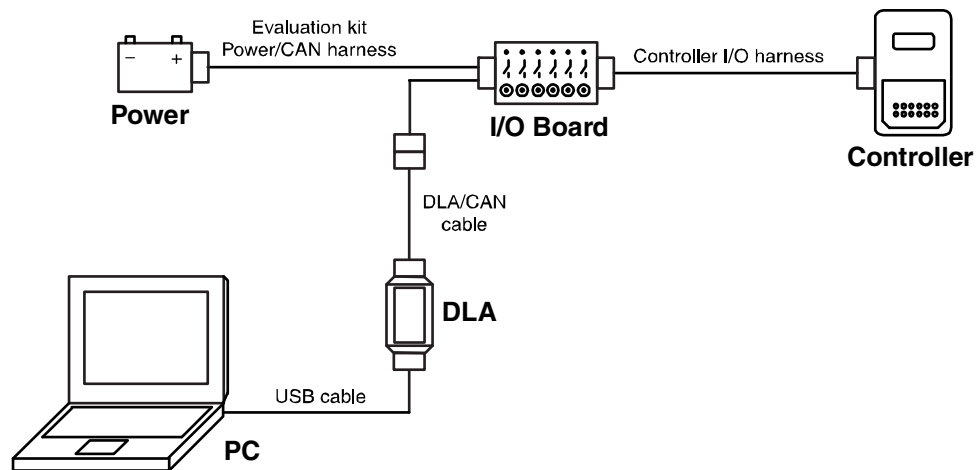 Evaluation kit
Power/CAN harness
Controller I/O harness
− +
Power
I/O Board
Controller
DLA/CAN
cable
DLA
USB cable
PC